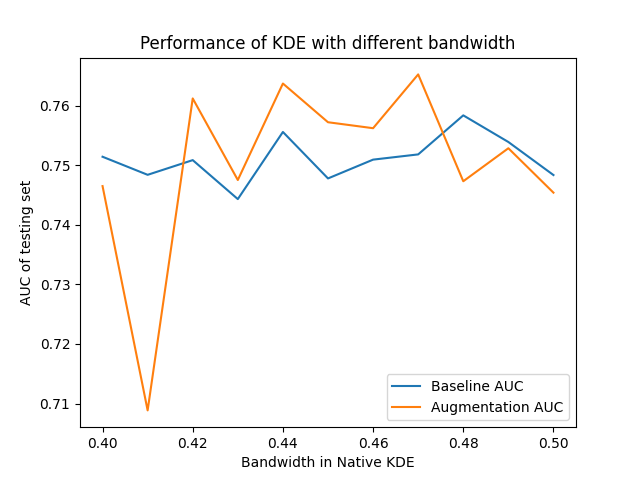 Performance of KDE with different bandwidth
AUC of testing set
0.76
0.75
0.74
0.73
0.72
0.71
0.40
0.42
0.44
0.46
0.48
0.50
Bandwidth in Native KDE
Baseline AUC
Augmentation AUC